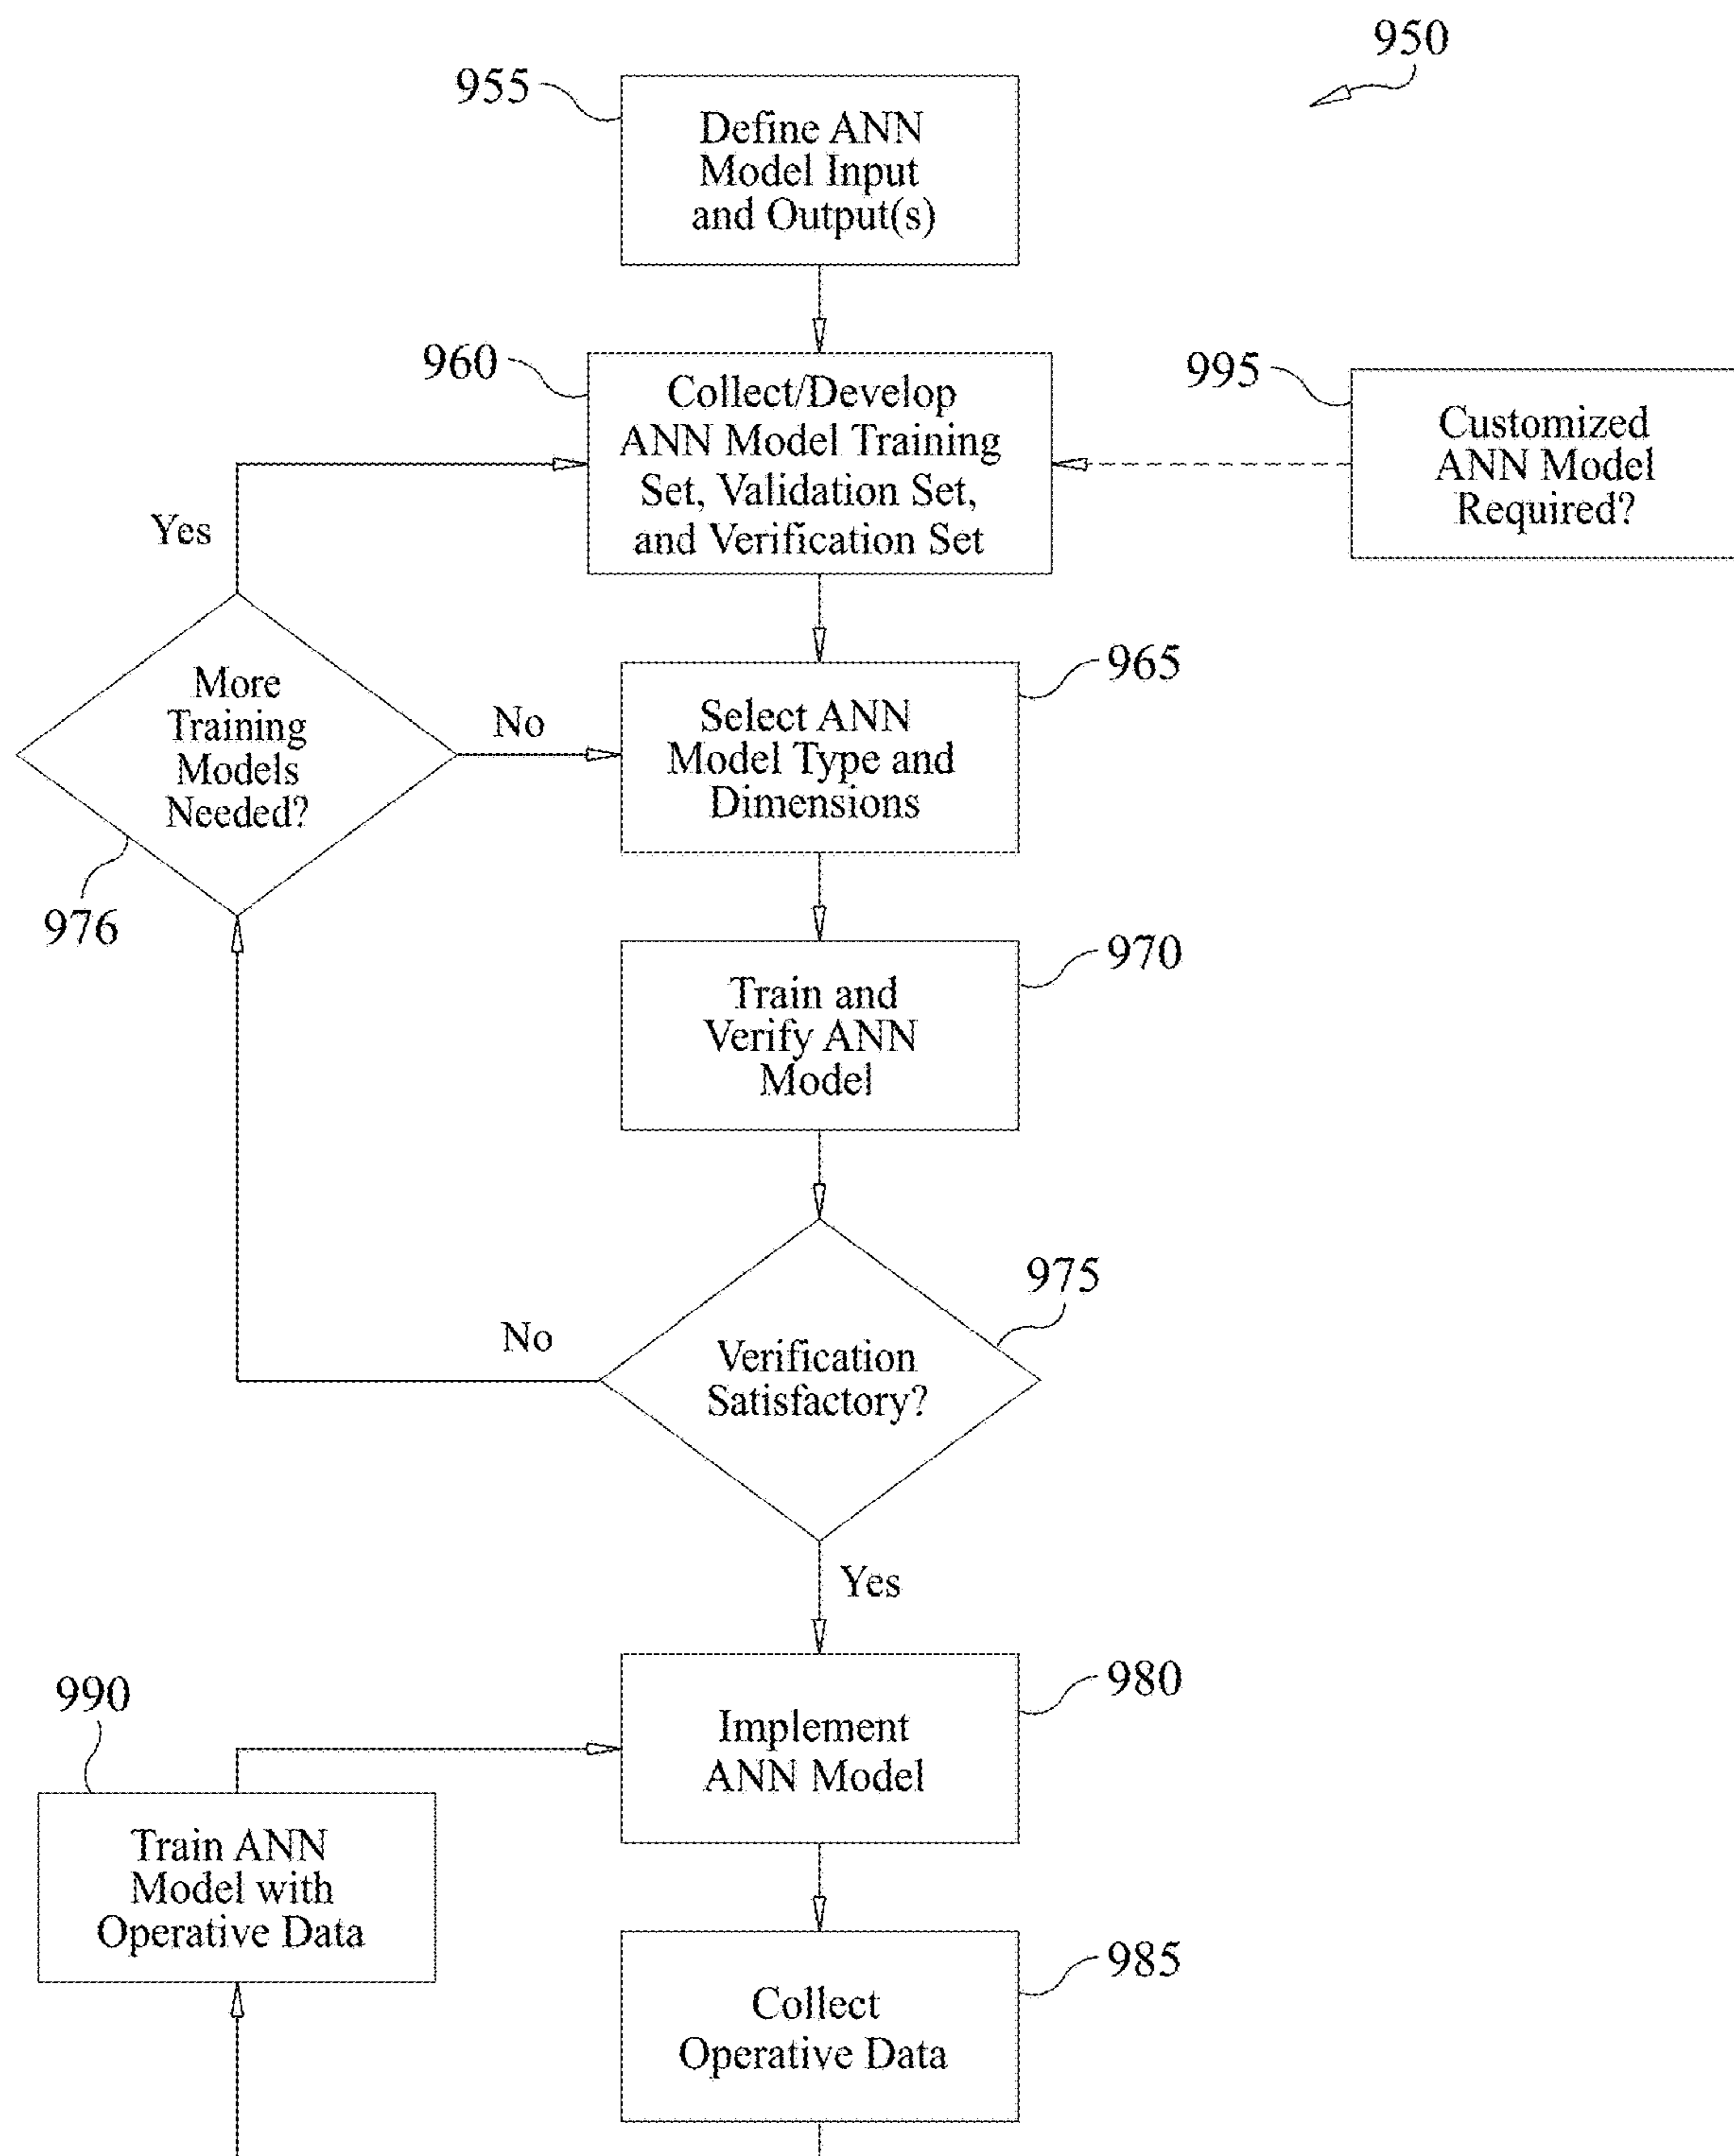 950
955
Define ANN
Model Input
and Output(s)
960
Collect/Develop
ANN Model Training
Set, Validation Set,
and Verification Set
995
Customized
ANN Model
Required?
Yes
More
Training
Models
Needed?
976
No
965
Select ANN
Model Type and
Dimensions
970
Train and
Verify ANN
Model
975
Verification
Satisfactory?
No
Yes
980
Implement
ANN Model
990
Train ANN
Model with
Operative Data
985
Collect
Operative Data